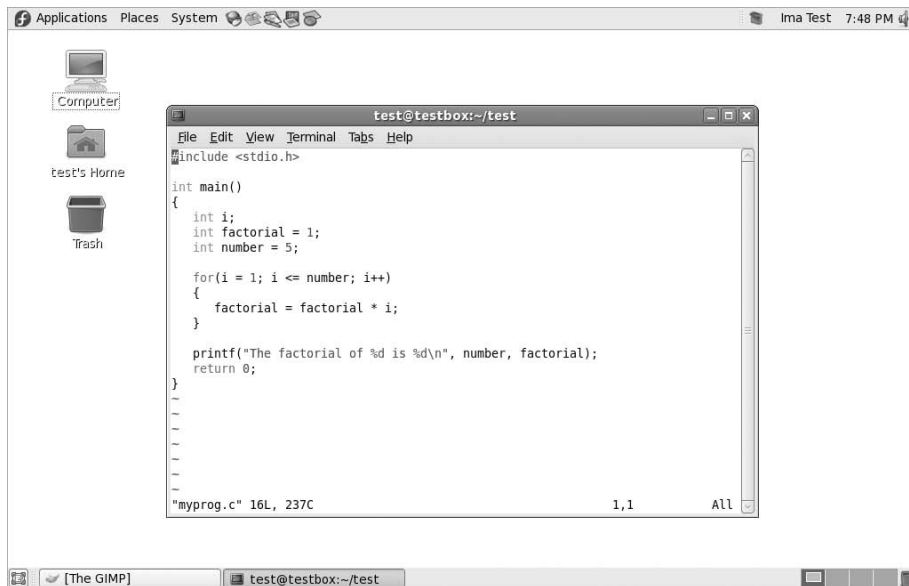 Applications Places System
Ima Test 7:48 PM
Computer
test's Home
Trash
test@testbox:~/test
File Edit View Terminal Tabs Help
#include <stdio.h>
int main()
{
int i;
int factorial = 1;
int number = 5;
for(i = 1; i <= number; i++)
{
factorial = factorial * i;
}
printf("The factorial of %d is %d\n", number, factorial);
return 0;
}
~
~
~
~
~
~
~
"myprog.c" 16L, 237C 1,1 All
[The GIMP] test@testbox:~/test